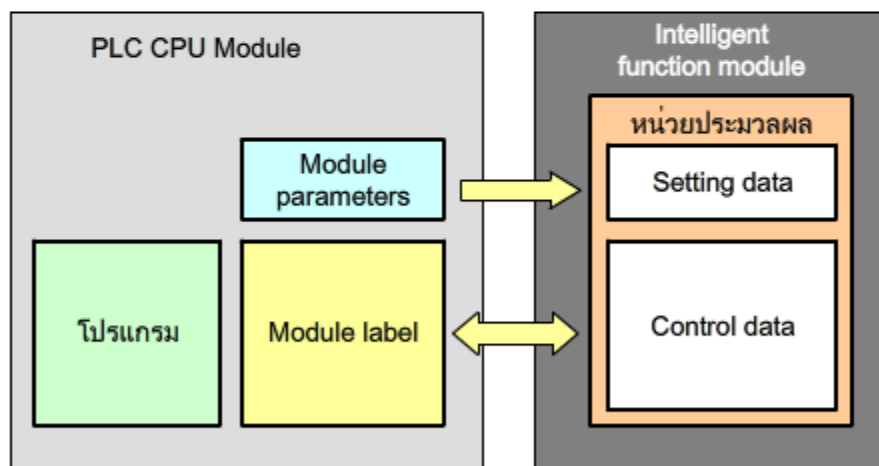 PLC CPU Module
Intelligent
function module
หน่วยประมวลผล
Module
parameters
Setting data
โปรแกรม
Module label
Control data